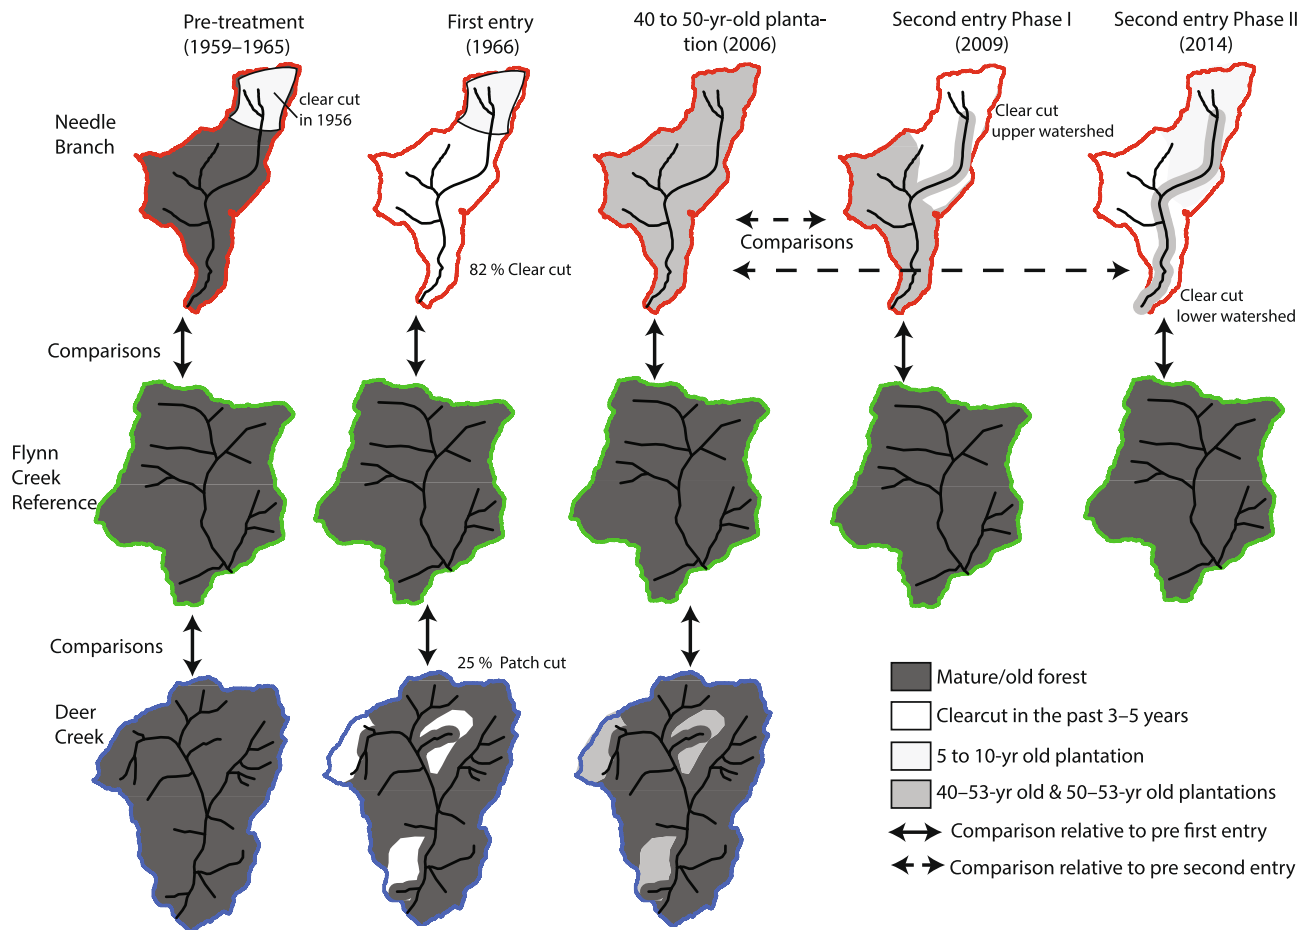 Pre-treatment
(1959–1965)
First entry
(1966)
40 to 50-yr-old planta-
tion (2006)
Second entry Phase I
(2009)
Second entry Phase II
(2014)
Needle
Branch
clear cut
in 1956
82 % Clear cut
Comparisons
Clear cut
upper watershed
Clear cut
lower watershed
Comparisons
Flynn
Creek
Reference
Comparisons
25 % Patch cut
Deer
Creek
Mature/old forest
Clearcut in the past 3–5 years
5 to 10-yr old plantation
40–53-yr old & 50–53-yr old plantations
Comparison relative to pre first entry
Comparison relative to pre second entry